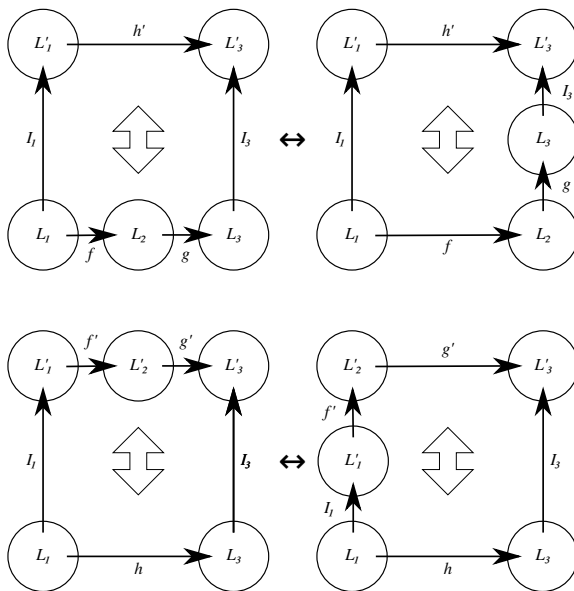 L'1 h' L'3 L'1 h' L'3
I3
I1 I3 ↔ I1 L3
g
L1 f L2 g L3 L1 f L2
L'1 f' L'2 g' L'3 L'2 g' L'3
f'
I1 I3 ↔ L'1 I3
I1
L1 h L3 L1 h L3